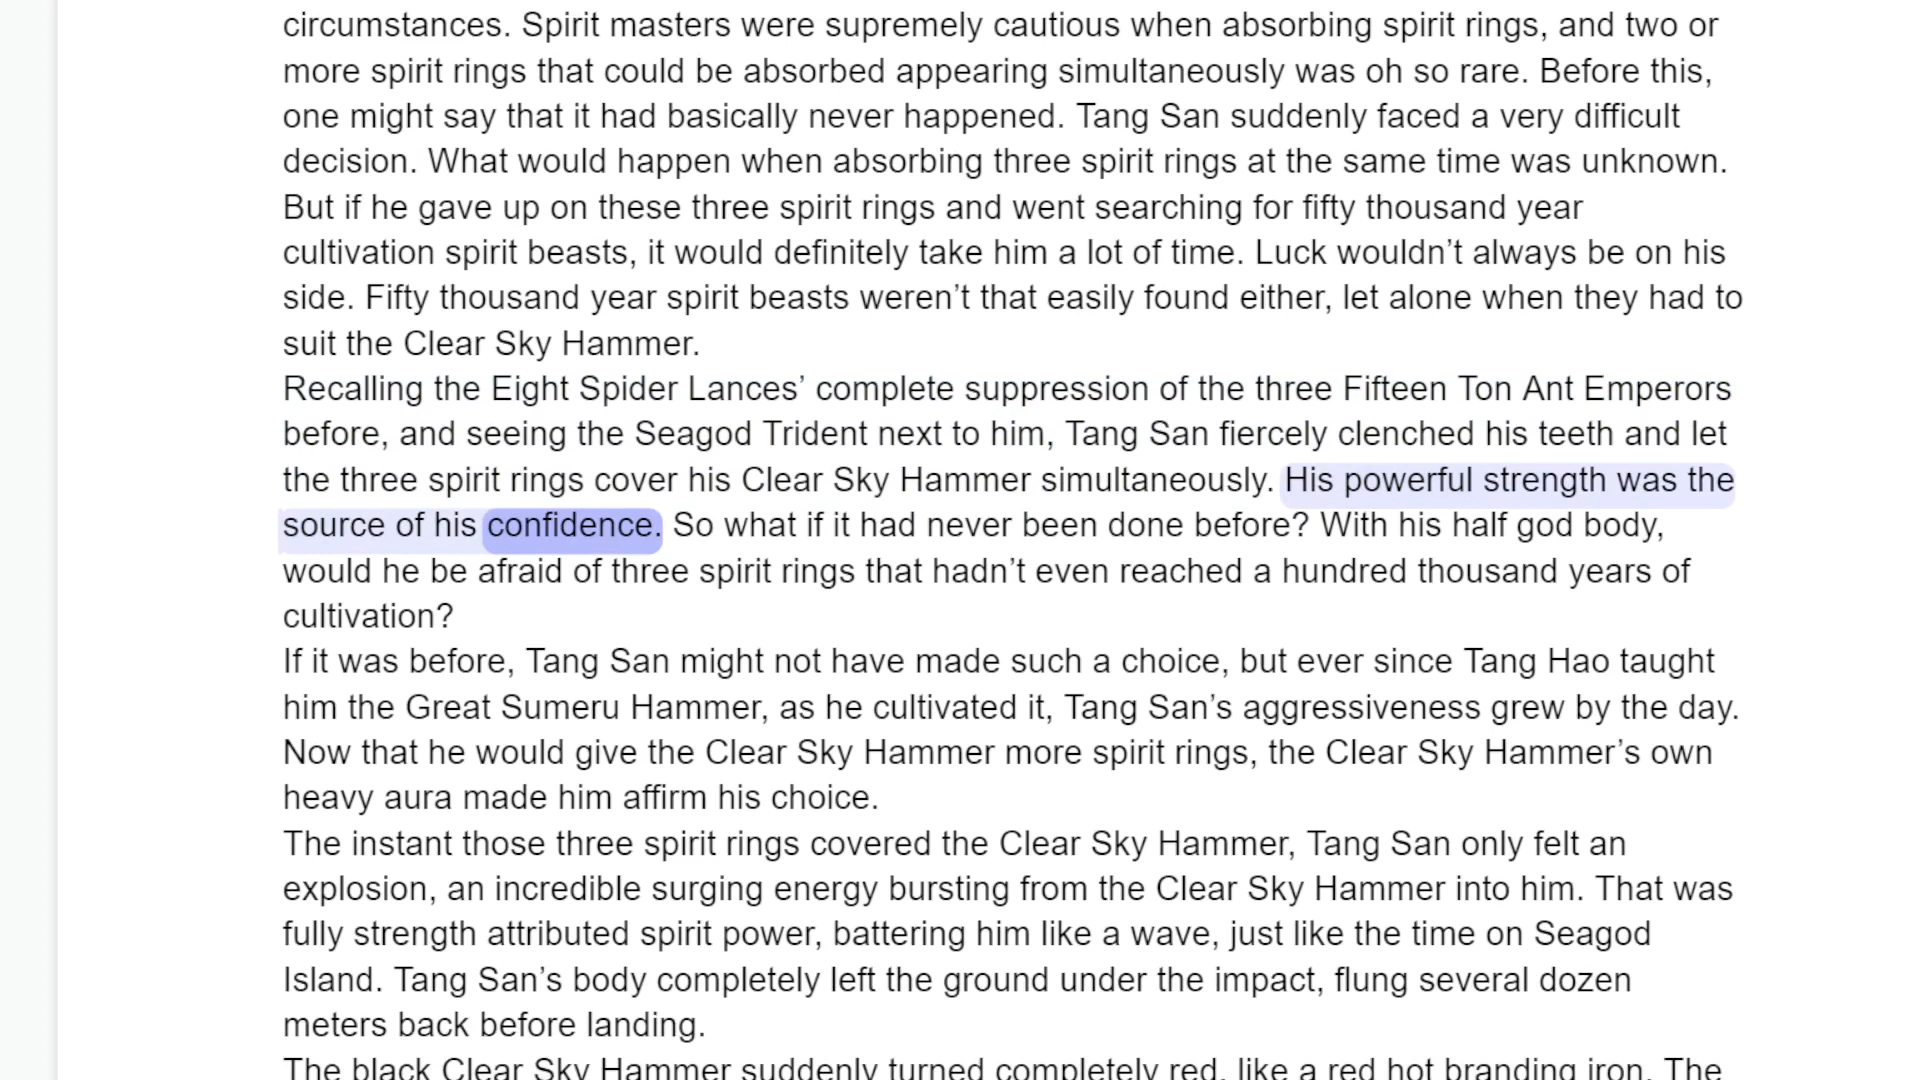 circumstances. Spirit masters were supremely cautious when absorbing spirit rings, and two or
more spirit rings that could be absorbed appearing simultaneously was oh so rare. Before this,
one might say that it had basically never happened. Tang San suddenly faced a very difficult
decision. What would happen when absorbing three spirit rings at the same time was unknown.
But if he gave up on these three spirit rings and went searching for fifty thousand year
cultivation spirit beasts, it would definitely take him a lot of time. Luck wouldn’t always be on his
side. Fifty thousand year spirit beasts weren’t that easily found either, let alone when they had to
suit the Clear Sky Hammer.
Recalling the Eight Spider Lances’ complete suppression of the three Fifteen Ton Ant Emperors
before, and seeing the Seagod Trident next to him, Tang San fiercely clenched his teeth and let
the three spirit rings cover his Clear Sky Hammer simultaneously. His powerful strength was the
source of his confidence. So what if it had never been done before? With his half god body,
would he be afraid of three spirit rings that hadn’t even reached a hundred thousand years of
cultivation?
If it was before, Tang San might not have made such a choice, but ever since Tang Hao taught
him the Great Sumeru Hammer, as he cultivated it, Tang San’s aggressiveness grew by the day.
Now that he would give the Clear Sky Hammer more spirit rings, the Clear Sky Hammer’s own
heavy aura made him affirm his choice.
The instant those three spirit rings covered the Clear Sky Hammer, Tang San only felt an
explosion, an incredible surging energy bursting from the Clear Sky Hammer into him. That was
fully strength attributed spirit power, battering him like a wave, just like the time on Seagod
Island. Tang San’s body completely left the ground under the impact, flung several dozen
meters back before landing.
The black Clear Sky Hammer suddenly turned completely red, like a red hot branding iron. The